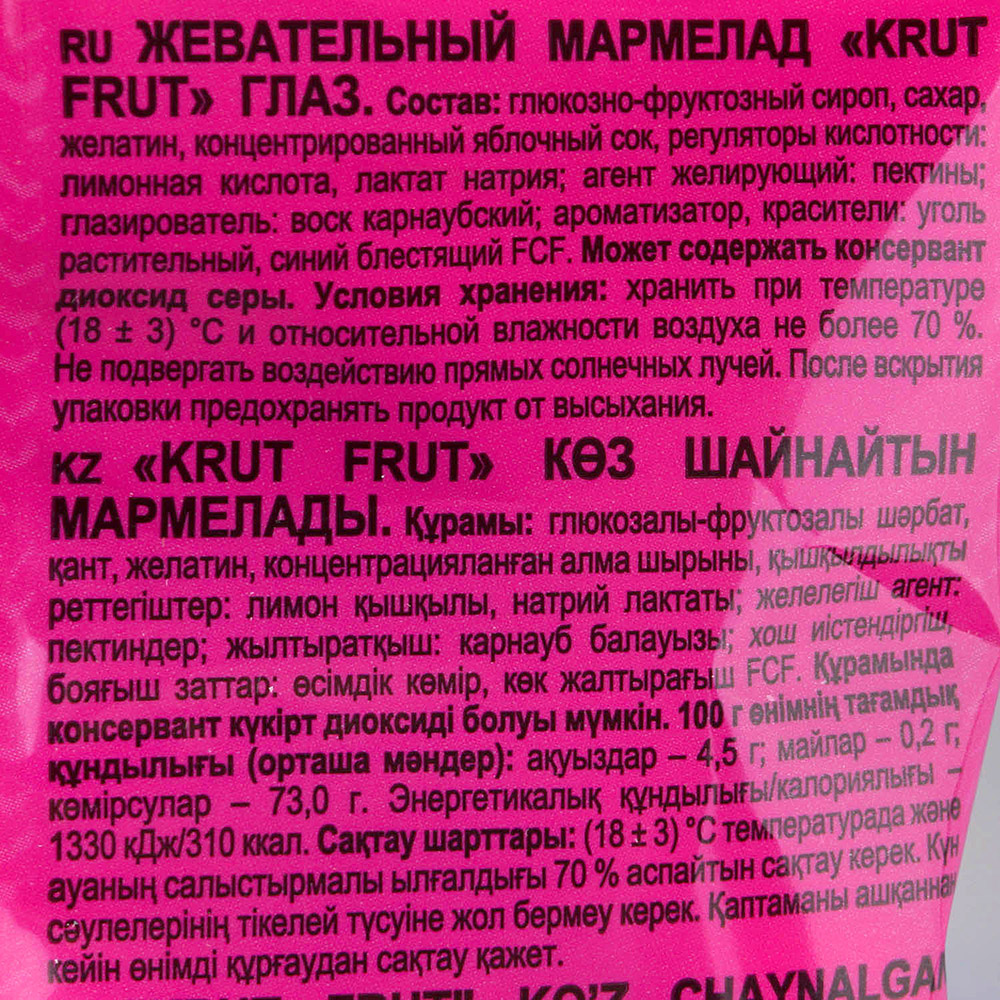 RU ЖЕВАТЕЛЬНЫЙ МАРМЕЛАД «KRUT
FRUT» ГЛАЗ. Состав: глюкозно-фруктозный сироп, сахар,
желатин, концентрированный яблочный сок, регуляторы кислотности:
лимонная кислота, лактат натрия; агент желирующий: пектины;
глазирователь: воск карнаубский; ароматизатор, красители: уголь
растительный, синий блестящий FCF. Может содержать консервант
диоксид серы. Условия хранения: хранить при температуре
(18 ± 3) °C и относительной влажности воздуха не более 70 %.
Не подвергать воздействию прямых солнечных лучей. После вскрытия
упаковки предохранять продукт от высыхания.
KZ «KRUT FRUT» КӨЗ ШАЙНАЙТЫН
МАРМЕЛАДЫ. Құрамы: глюкозалы-фруктозалы шәрбат,
қант, желатин, концентрацияланған алма шырыны, қышқылдылықты
реттегіштер: лимон қышқылы, натрий лактаты; желелегіш агент:
пектиндер; жылтыратқыш: карнауб балауызы; хош иістендіргіш,
бояғыш заттар: өсімдік көмір, көк жалтырағыш FCF. Құрамында
консервант күкірт диоксиді болуы мүмкін. 100 г өнімнің тағамдық
құндылығы (орташа мәндер): ақуыздар – 4,5 г; майлар – 0,2 г;
көмірсулар – 73,0 г. Энергетикалық құндылығы/калориялығы –
1330 кДж/310 ккал. Сақтау шарттары: (18 ± 3) °C температурада және
ауаның салыстырмалы ылғалдығы 70 % аспайтын сақтау керек. Күн
сәулелерінің тікелей түсуіне жол бермеу керек. Қаптаманы ашқаннан
кейін өнімді құрғаудан сақтау қажет.
FRUT" KO'Z CHAYNALGAN